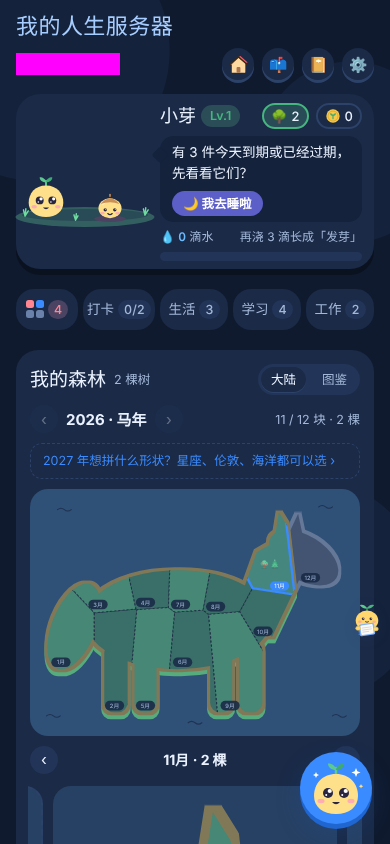 我的人生服务器
小芽 Lv.1 2 0
有 3 件今天到期或已经过期，
先看看它们？
我去睡啦
0 滴水 再浇 3 滴长成「发芽」
4 打卡 0/2 生活 3 学习 4 工作 2
我的森林 2 棵树 大陆 图鉴
‹ 2026 · 马年 › 11 / 12 块 · 2 棵
2027 年想拼什么形状？星座、伦敦、海洋都可以选 ›
12月
11月
3月 4月 7月 8月
10月
1月 6月
2月 5月 9月
‹ 11月 · 2 棵